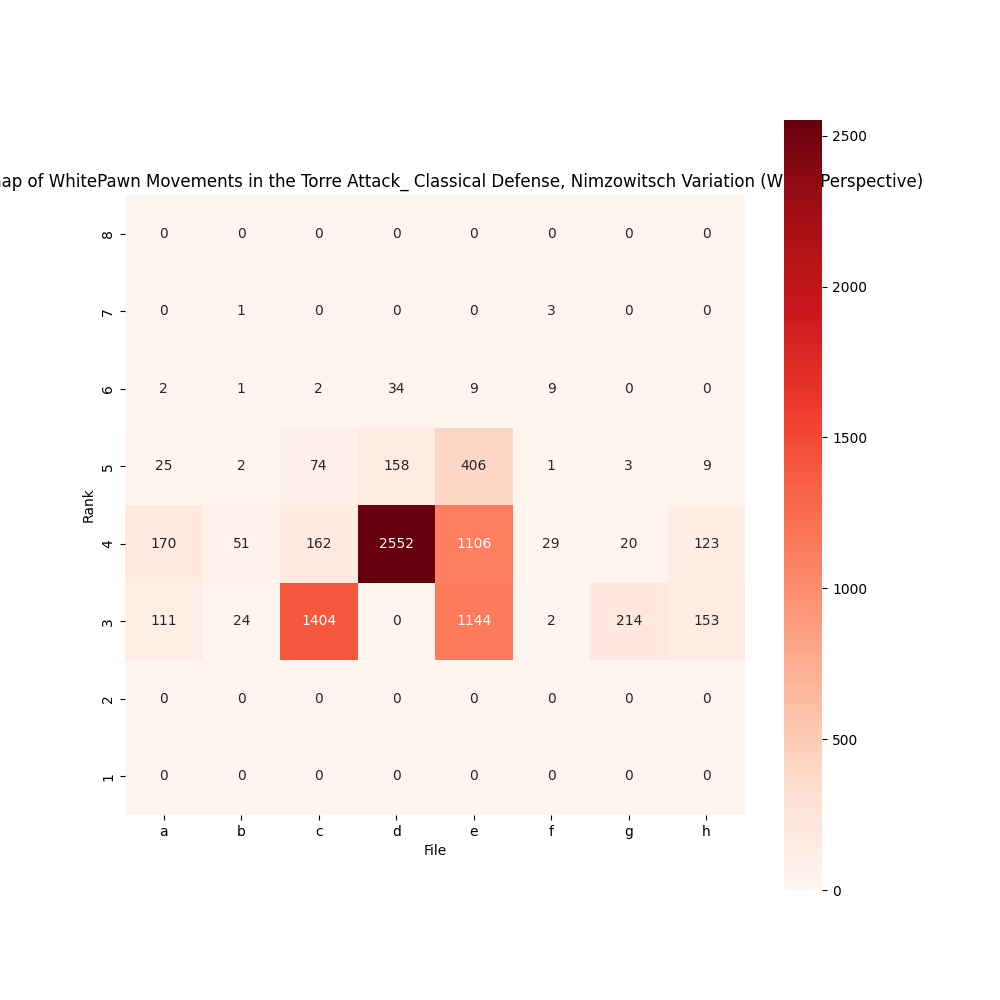 ap of WhitePawn Movements in the Torre Attack_ Classical Defense, Nimzowitsch Variation (W Perspective)
2500
2000
1500
1000
500
0
Rank
8 0 0 0 0 0 0 0 0
7 0 1 0 0 0 3 0 0
6 2 1 2 34 9 9 0 0
5 25 2 74 158 406 1 3 9
4 170 51 162 2552 1106 29 20 123
3 111 24 1404 0 1144 2 214 153
2 0 0 0 0 0 0 0 0
1 0 0 0 0 0 0 0 0
a b c d e f g h
File